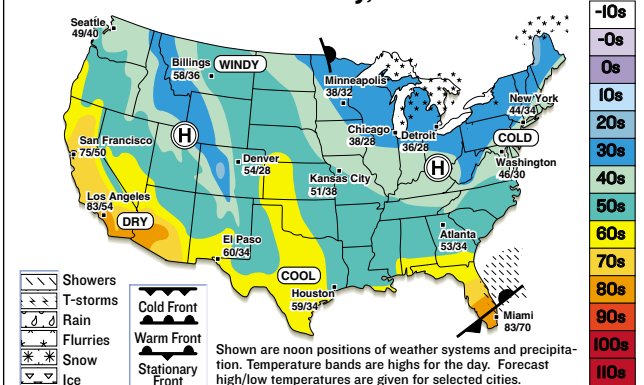 Seattle
49/40
Billings
58/36
WINDY
Minneapolis
38/32
New York
44/34
San Francisco
75/50
H
Chicago
38/28
Detroit
36/28
COLD
Denver
54/28
H
Washington
46/30
Kansas City
51/38
Los Angeles
83/54
DRY
El Paso
60/34
Atlanta
53/34
COOL
Houston
59/34
Miami
83/70
Showers
T-storms
Rain
Flurries
Snow
Ice
Cold Front
Warm Front
Stationary
Front
Shown are noon positions of weather systems and precipita-
tion. Temperature bands are highs for the day. Forecast
high/low temperatures are given for selected cities.
-10s
-0s
0s
10s
20s
30s
40s
50s
60s
70s
80s
90s
100s
110s